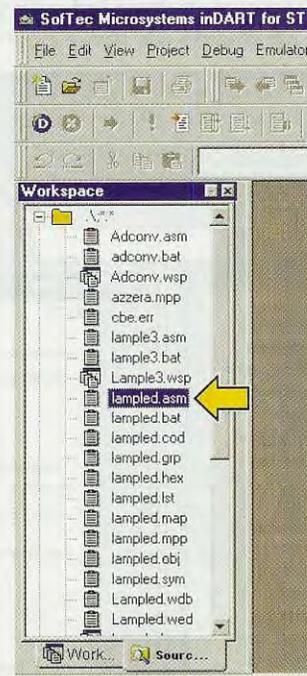 SofTec Microsystems inDART for ST
File Edit View Project Debug Emulator
Workspace
.\*.*
Adconv.asm
adconv.bat
Adconv.wsp
azzera.mpp
cbe.err
lample3.asm
lample3.bat
Lample3.wsp
lampled.asm
lampled.bat
lampled.cod
lampled.grp
lampled.hex
lampled.lst
lampled.map
lampled.mpp
lampled.obj
lampled.sym
Lampled.wdb
Lampled.wed
Work... Sourc...